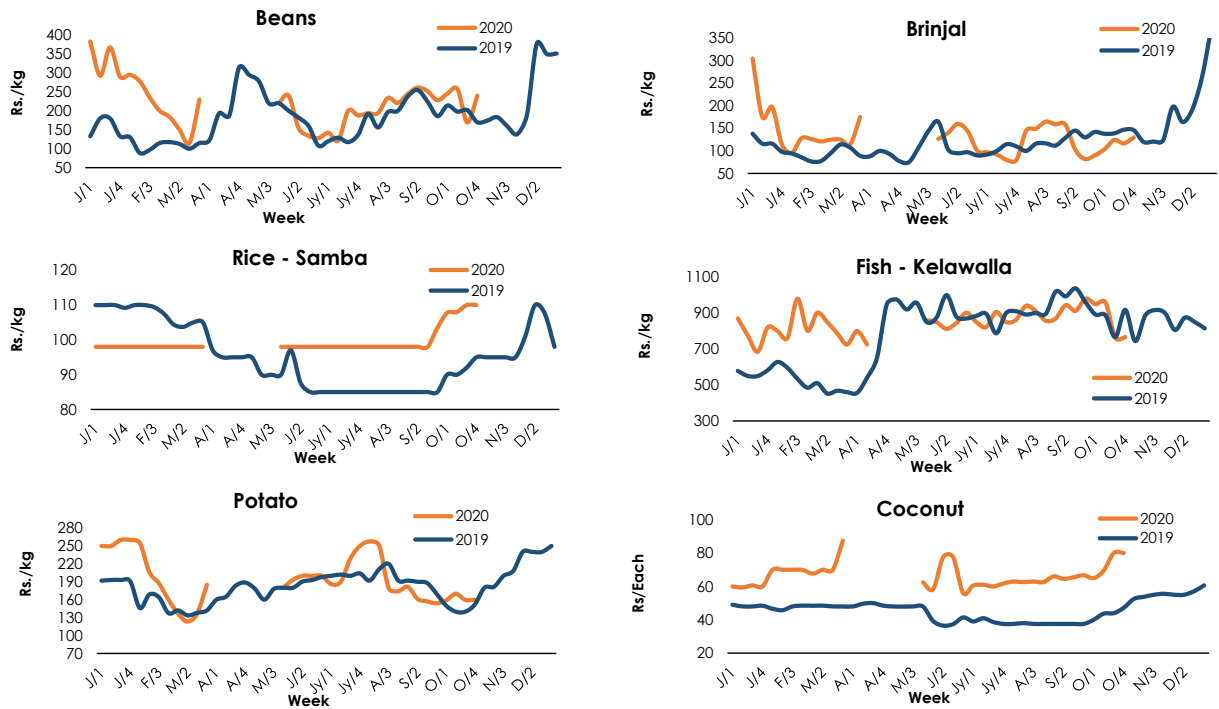 Beans
2020
2019
Rs./kg
400
350
300
250
200
150
100
50
J/1
J/4
F/3
M/2
A/1
A/4
M/3
J/2
Jy/1
Jy/4
A/3
S/2
O/1
O/4
N/3
D/2
Week
Brinjal
2020
2019
Rs./kg
350
300
250
200
150
100
50
J/1
J/4
F/3
M/2
A/1
A/4
M/3
J/2
Jy/1
Jy/4
A/3
S/2
O/1
O/4
N/3
D/2
Week
Rice - Samba
2020
2019
Rs./kg
120
110
100
90
80
J/1
J/4
F/3
M/2
A/1
A/4
M/3
J/2
Jy/1
Jy/4
A/3
S/2
O/1
O/4
N/3
D/2
Week
Fish - Kelawalla
2020
2019
Rs./kg
1100
900
700
500
300
J/1
J/4
F/3
M/2
A/1
A/4
M/3
J/2
Jy/1
Jy/4
A/3
S/2
O/1
O/4
N/3
D/2
Week
Potato
2020
2019
Rs./kg
280
250
220
190
160
130
100
70
J/1
J/4
F/3
M/2
A/1
A/4
M/3
J/2
Jy/1
Jy/4
A/3
S/2
O/1
O/4
N/3
D/2
Week
Coconut
2020
2019
Rs/Each
100
80
60
40
20
J/1
J/4
F/3
M/2
A/1
A/4
M/3
J/2
Jy/1
Jy/4
A/3
S/2
O/1
O/4
N/3
D/2
Week